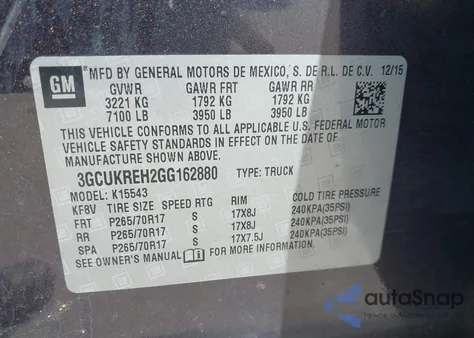 GM
MFD BY GENERAL MOTORS DE MEXICO, S. DE R.L. DE C.V. 12/15
GVWR GAWR FRT GAWR RR
3221 KG 1792 KG 1792 KG
7100 LB 3950 LB 3950 LB
THIS VEHICLE CONFORMS TO ALL APPLICABLE U.S. FEDERAL MOTOR
VEHICLE SAFETY STANDARDS IN EFFECT ON THE DATE OF
MANUFACTURE SHOWN ABOVE.
3GCUKREH2GG162880 TYPE: TRUCK
MODEL: K15543
KF8V TIRE SIZE SPEED RTG RIM COLD TIRE PRESSURE
FRT P265/70R17 S 17X8J 240KPA(35PSI)
RR P265/70R17 S 17X8J 240KPA(35PSI)
SPA P265/70R17 S 17X7.5J 240KPA(35PSI)
SEE OWNER'S MANUAL FOR MORE INFORMATION.
autoSnap